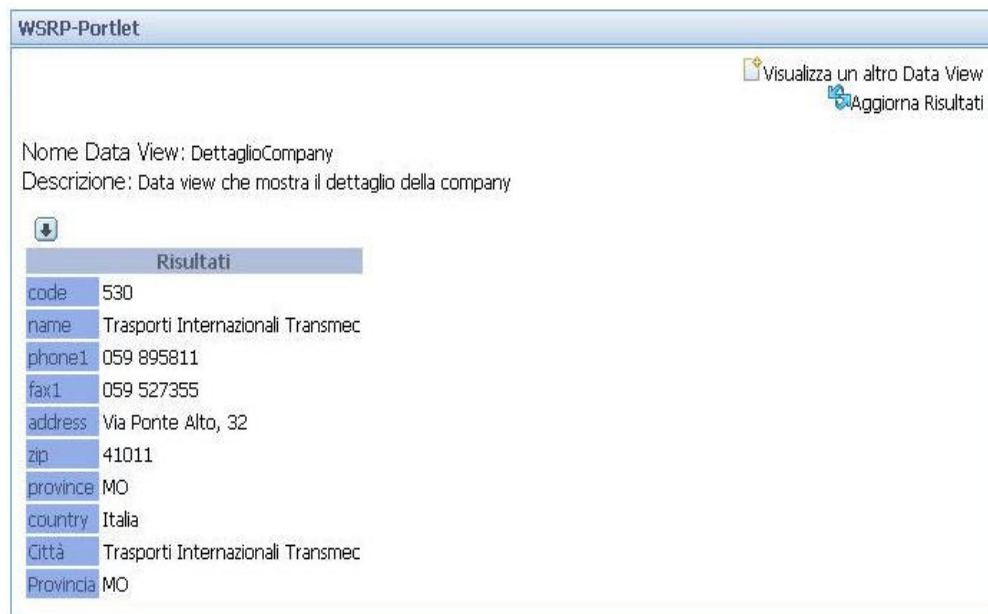 WSRP-Portlet
Visualizza un altro Data View
Aggiorna Risultati
Nome Data View: DettaglioCompany
Descrizione: Data view che mostra il dettaglio della company
Risultati
code 530
name Trasporti Internazionali Transmec
phone1 059 895811
fax1 059 527355
address Via Ponte Alto, 32
zip 41011
province MO
country Italia
Città Trasporti Internazionali Transmec
Provincia MO